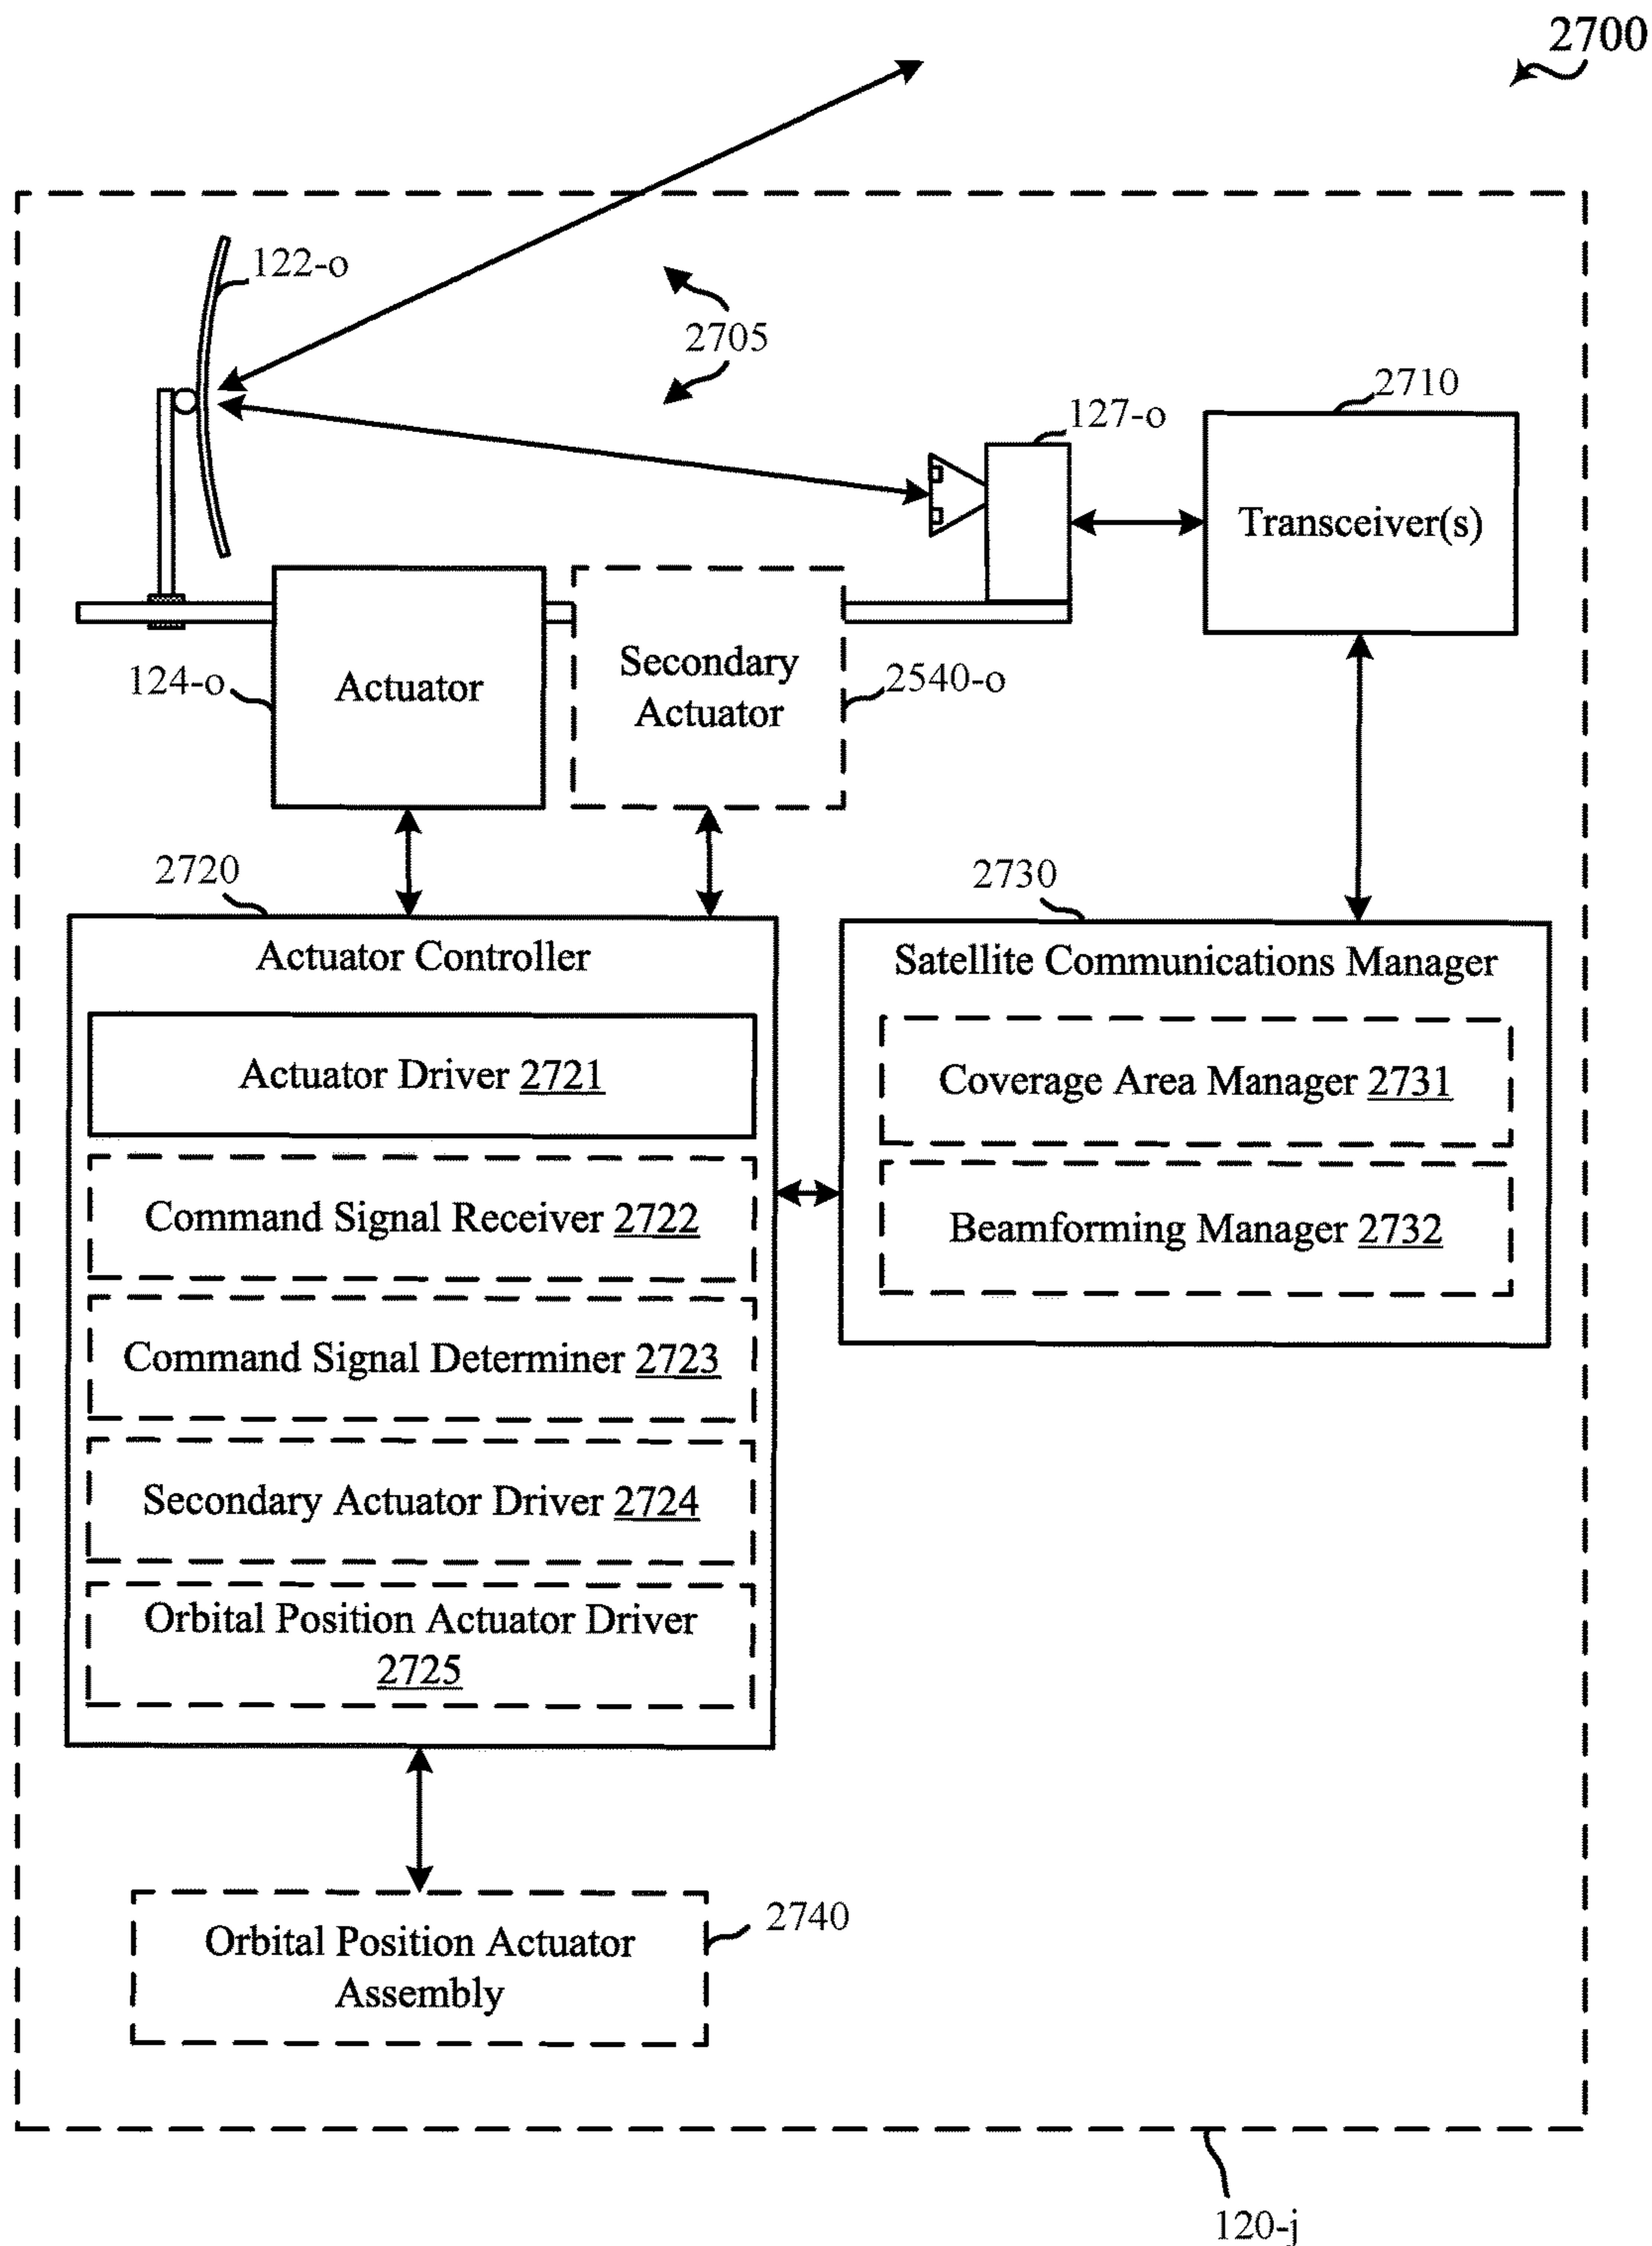 2700
122-o
2705
2710
127-o
Transceiver(s)
124-o
Actuator
Secondary
Actuator
2540-o
2720
2730
Actuator Controller
Satellite Communications Manager
Actuator Driver 2721
Coverage Area Manager 2731
Command Signal Receiver 2722
Beamforming Manager 2732
Command Signal Determiner 2723
Secondary Actuator Driver 2724
Orbital Position Actuator Driver
2725
2740
Orbital Position Actuator
Assembly
120-j